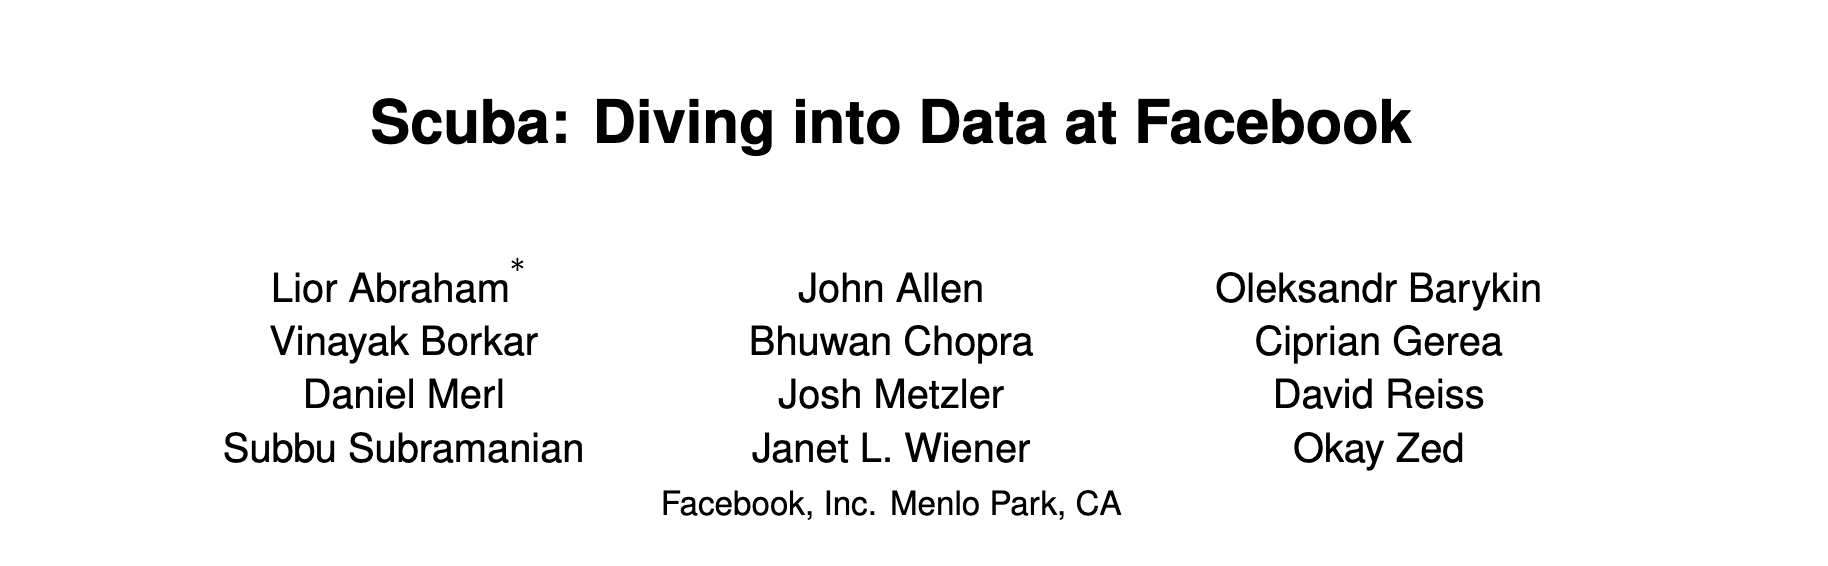 Scuba: Diving into Data at Facebook
Lior Abraham* John Allen Oleksandr Barykin
Vinayak Borkar Bhuwan Chopra Ciprian Gerea
Daniel Merl Josh Metzler David Reiss
Subbu Subramanian Janet L. Wiener Okay Zed
Facebook, Inc. Menlo Park, CA